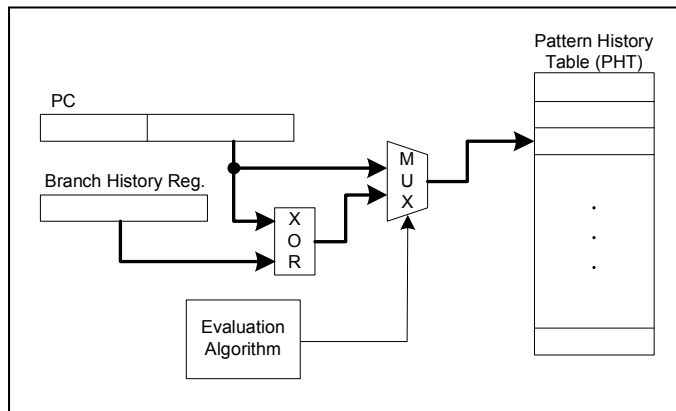 Pattern History
Table (PHT)
PC
Branch History Reg.
M
U
X
X
O
R
Evaluation
Algorithm